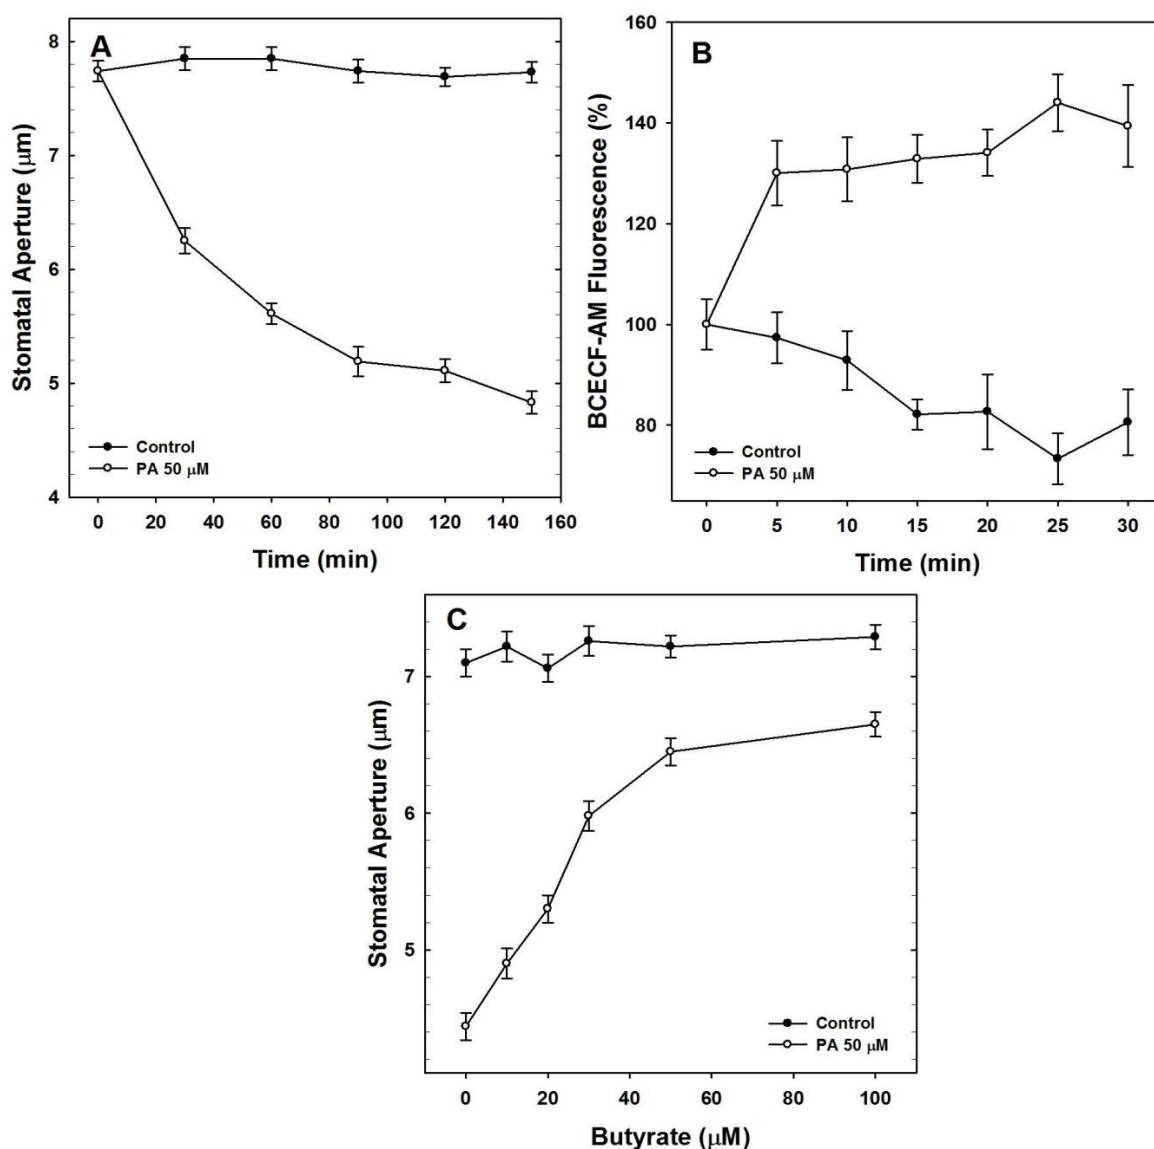 A
Stomatal Aperture (μm)
8
7
6
5
4
Control
PA 50 μM
0 20 40 60 80 100 120 140 160
Time (min)
B
BCECF-AM Fluorescence (%)
160
140
120
100
80
Control
PA 50 μM
0 5 10 15 20 25 30
Time (min)
C
Stomatal Aperture (μm)
7
6
5
Control
PA 50 μM
0 20 40 60 80 100
Butyrate (μM)